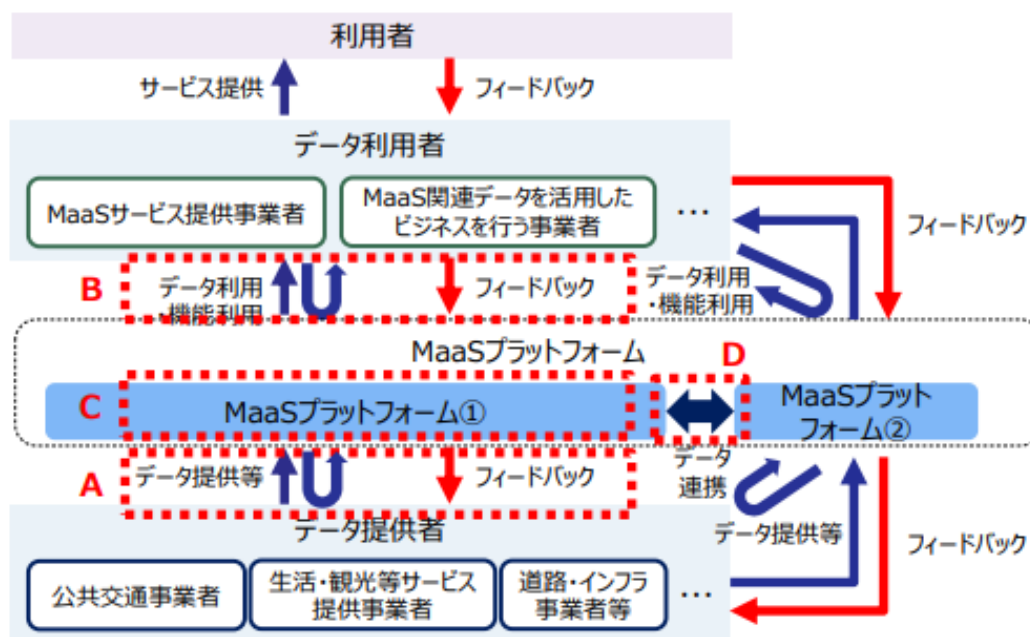 利用者
サービス提供
フィードバック
データ利用者
MaaSサービス提供事業者
MaaS関連データを活用した
ビジネスを行う事業者
…
フィードバック
B
データ利用
・機能利用
フィードバック
データ利用
・機能利用
MaaSプラットフォーム
D
C
MaaSプラットフォーム①
MaaSプラット
フォーム②
A
データ提供等
フィードバック
データ
連携
データ提供者
データ提供等
フィードバック
公共交通事業者
生活・観光等サービス
提供事業者
道路・インフラ
事業者等
…